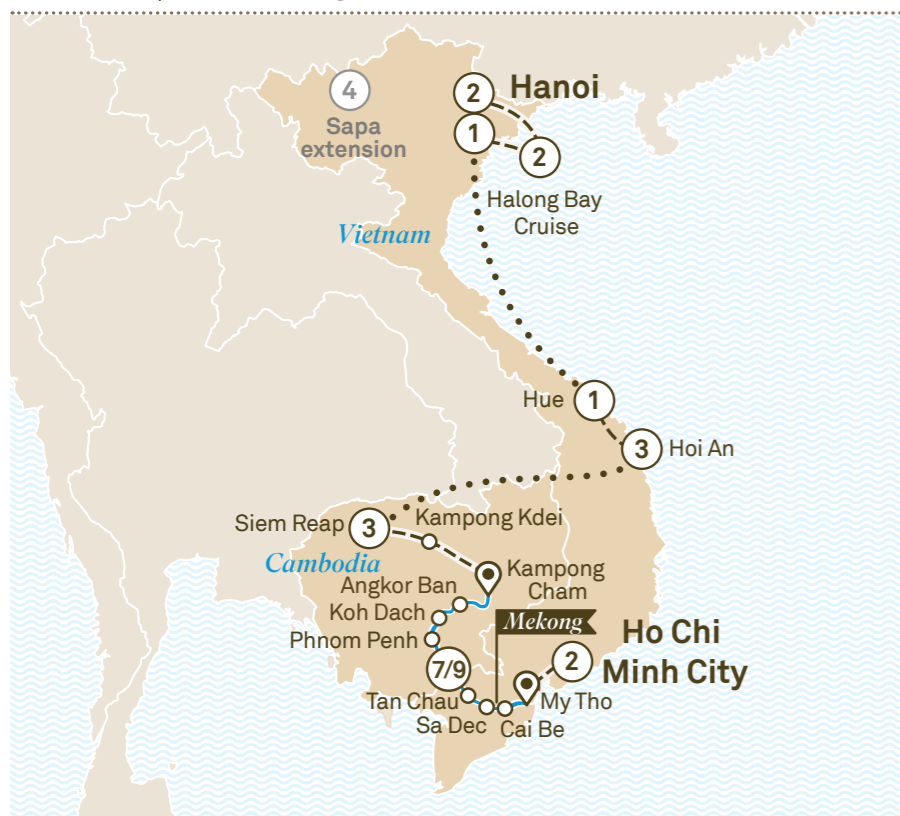 4
Sapa
extension
2
Hanoi
1
2
Halong Bay
Cruise
Vietnam
Hue
1
3
Hoi An
Siem Reap
3
Kampong Kdei
Cambodia
Kampong
Cham
Angkor Ban
Koh Dach
Phnom Penh
Mekong
7/9
Ho Chi
Minh City
2
Tan Chau
Sa Dec
Cai Be
My Tho